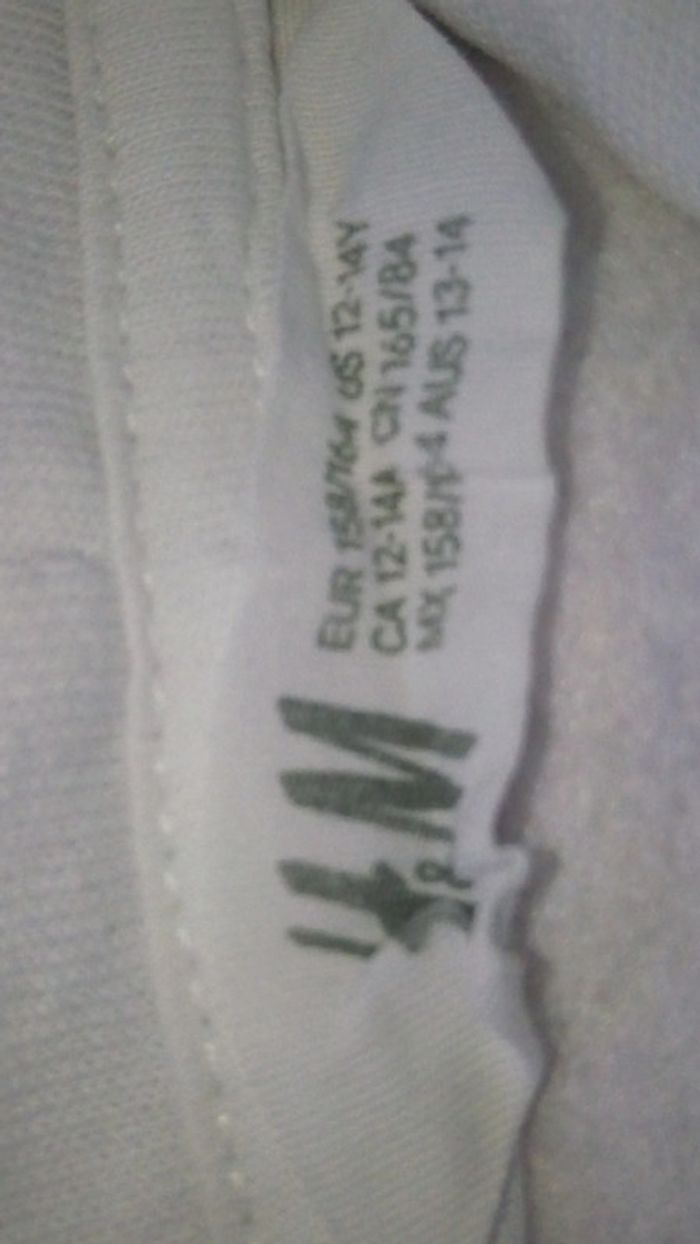 H&M
EUR 158/164 US 12-14Y
CA 12-14A CN 165/84
MX 158/164 AUS 13-14